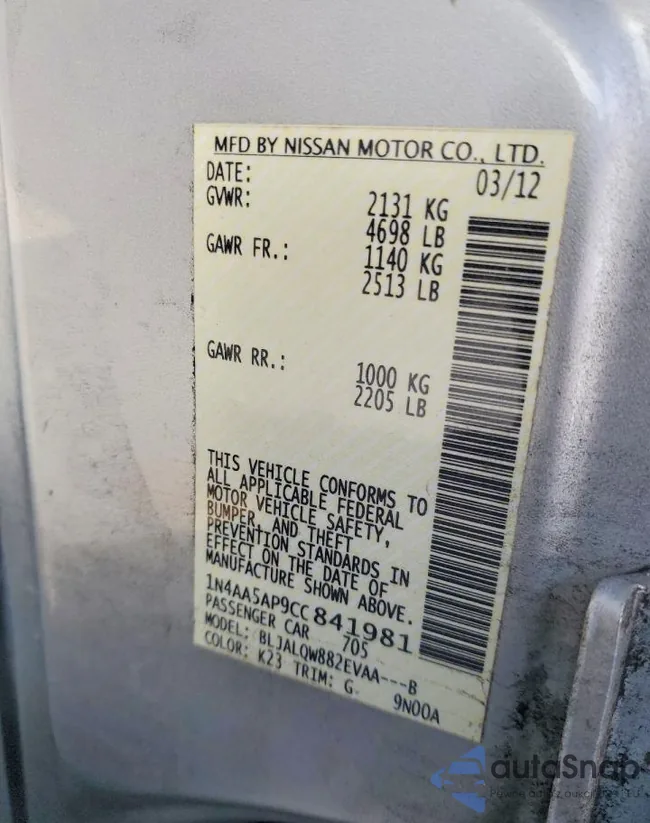 MFD BY NISSAN MOTOR CO., LTD.
DATE: 03/12
GVWR: 2131 KG
4698 LB
GAWR FR.: 1140 KG
2513 LB
GAWR RR.: 1000 KG
2205 LB
THIS VEHICLE CONFORMS TO
ALL APPLICABLE FEDERAL
MOTOR VEHICLE SAFETY,
BUMPER, AND THEFT
PREVENTION STANDARDS IN
EFFECT ON THE DATE OF
MANUFACTURE SHOWN ABOVE.
1N4AA5AP9CC841981
PASSENGER CAR 705
MODEL: BLJALQW882EVAA---B
COLOR: K23 TRIM: G 9N00A
autoSnap